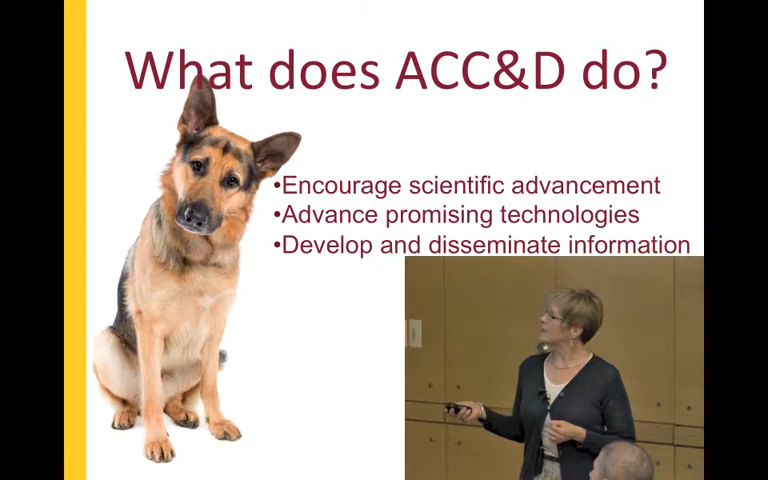 What does ACC&D do?
•Encourage scientific advancement
•Advance promising technologies
•Develop and disseminate information